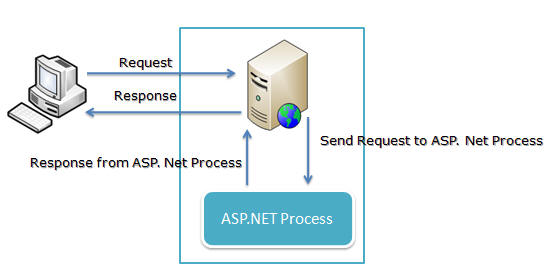 Request
Response
Send Request to ASP. Net Process
Response from ASP. Net Process
ASP.NET Process